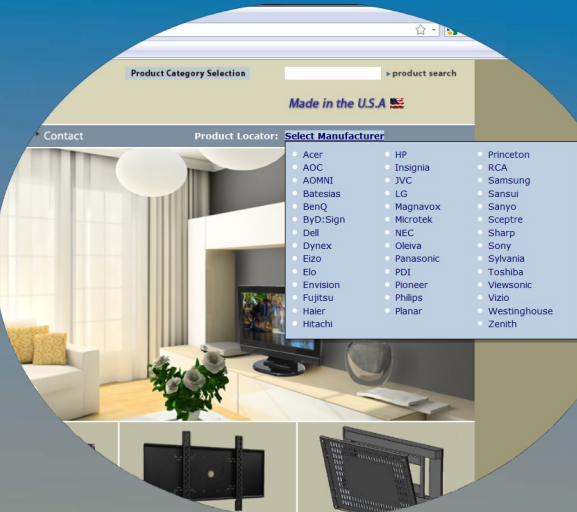 Product Category Selection
product search
Made in the U.S.A
Contact
Product Locator: Select Manufacturer
Acer
AOC
AOMNI
Batesias
BenQ
ByD:Sign
Dell
Dynex
Eizo
Elo
Envision
Fujitsu
Haier
Hitachi
HP
Insignia
JVC
LG
Magnavox
Microtek
NEC
Oleiva
Panasonic
PDI
Pioneer
Philips
Planar
Princeton
RCA
Samsung
Sansui
Sanyo
Sceptre
Sharp
Sony
Sylvania
Toshiba
Viewsonic
Vizio
Westinghouse
Zenith